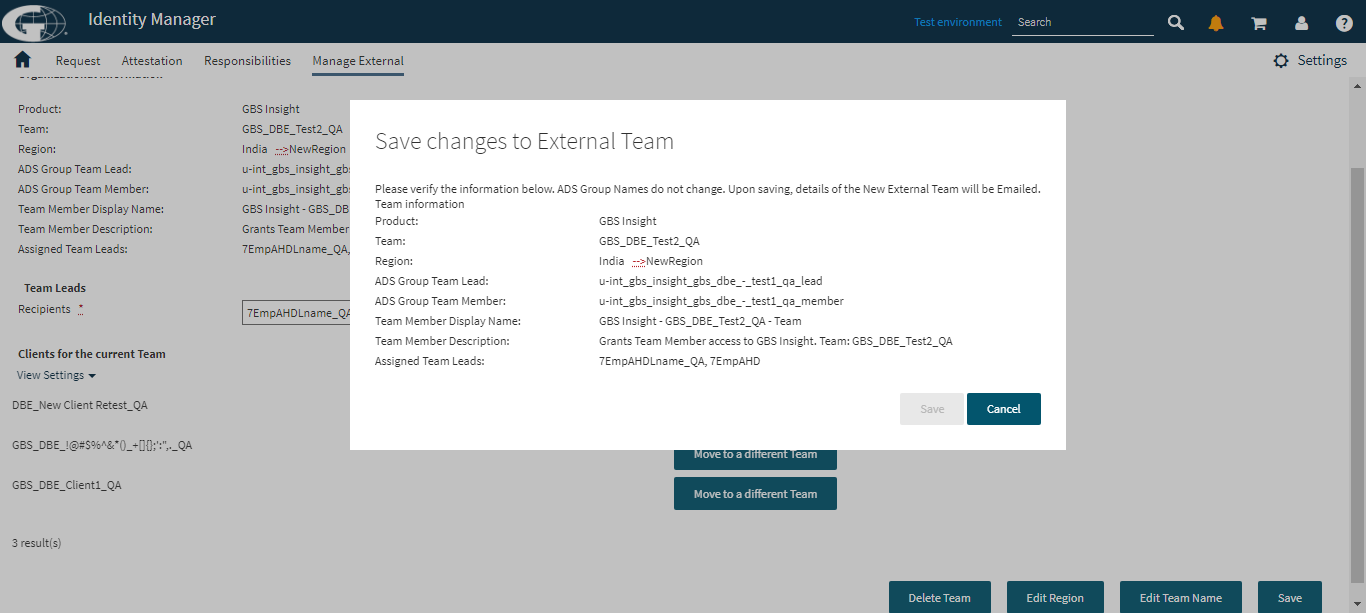 Identity Manager
Test environment
Search
Request
Attestation
Responsibilities
Manage External
Settings
Organizational Information
Product: GBS Insight
Team: GBS_DBE_Test2_QA
Region: India -->NewRegion
ADS Group Team Lead: u-int_gbs_insight_gbs
ADS Group Team Member: u-int_gbs_insight_gbs
Team Member Display Name: GBS Insight - GBS_DB
Team Member Description: Grants Team Member
Assigned Team Leads: 7EmpAHDLname_QA,
Team Leads
Recipients * 7EmpAHDLname_QA
Clients for the current Team
View Settings
DBE_New Client Retest_QA
GBS_DBE_!@#$%^&*()_+[]{};':",._QA
Move to a different Team
GBS_DBE_Client1_QA
Move to a different Team
3 result(s)
Delete Team
Edit Region
Edit Team Name
Save
Save changes to External Team
Please verify the information below. ADS Group Names do not change. Upon saving, details of the New External Team will be Emailed.
Team information
Product: GBS Insight
Team: GBS_DBE_Test2_QA
Region: India -->NewRegion
ADS Group Team Lead: u-int_gbs_insight_gbs_dbe_-_test1_qa_lead
ADS Group Team Member: u-int_gbs_insight_gbs_dbe_-_test1_qa_member
Team Member Display Name: GBS Insight - GBS_DBE_Test2_QA - Team
Team Member Description: Grants Team Member access to GBS Insight. Team: GBS_DBE_Test2_QA
Assigned Team Leads: 7EmpAHDLname_QA, 7EmpAHD
Save
Cancel